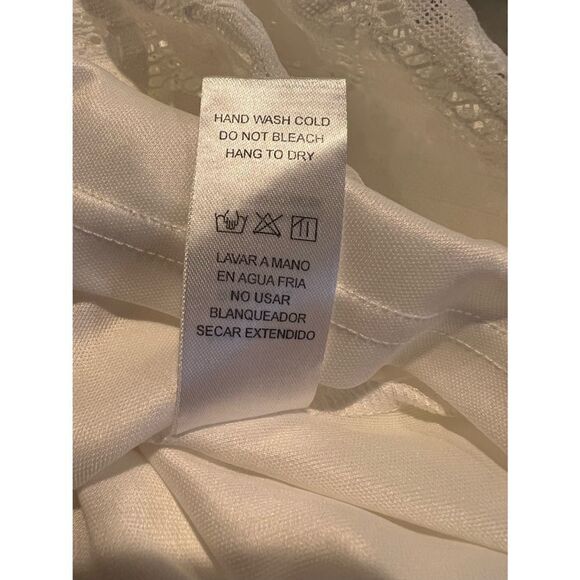 HAND WASH COLD
DO NOT BLEACH
HANG TO DRY
LAVAR A MANO
EN AGUA FRIA
NO USAR
BLANQUEADOR
SECAR EXTENDIDO